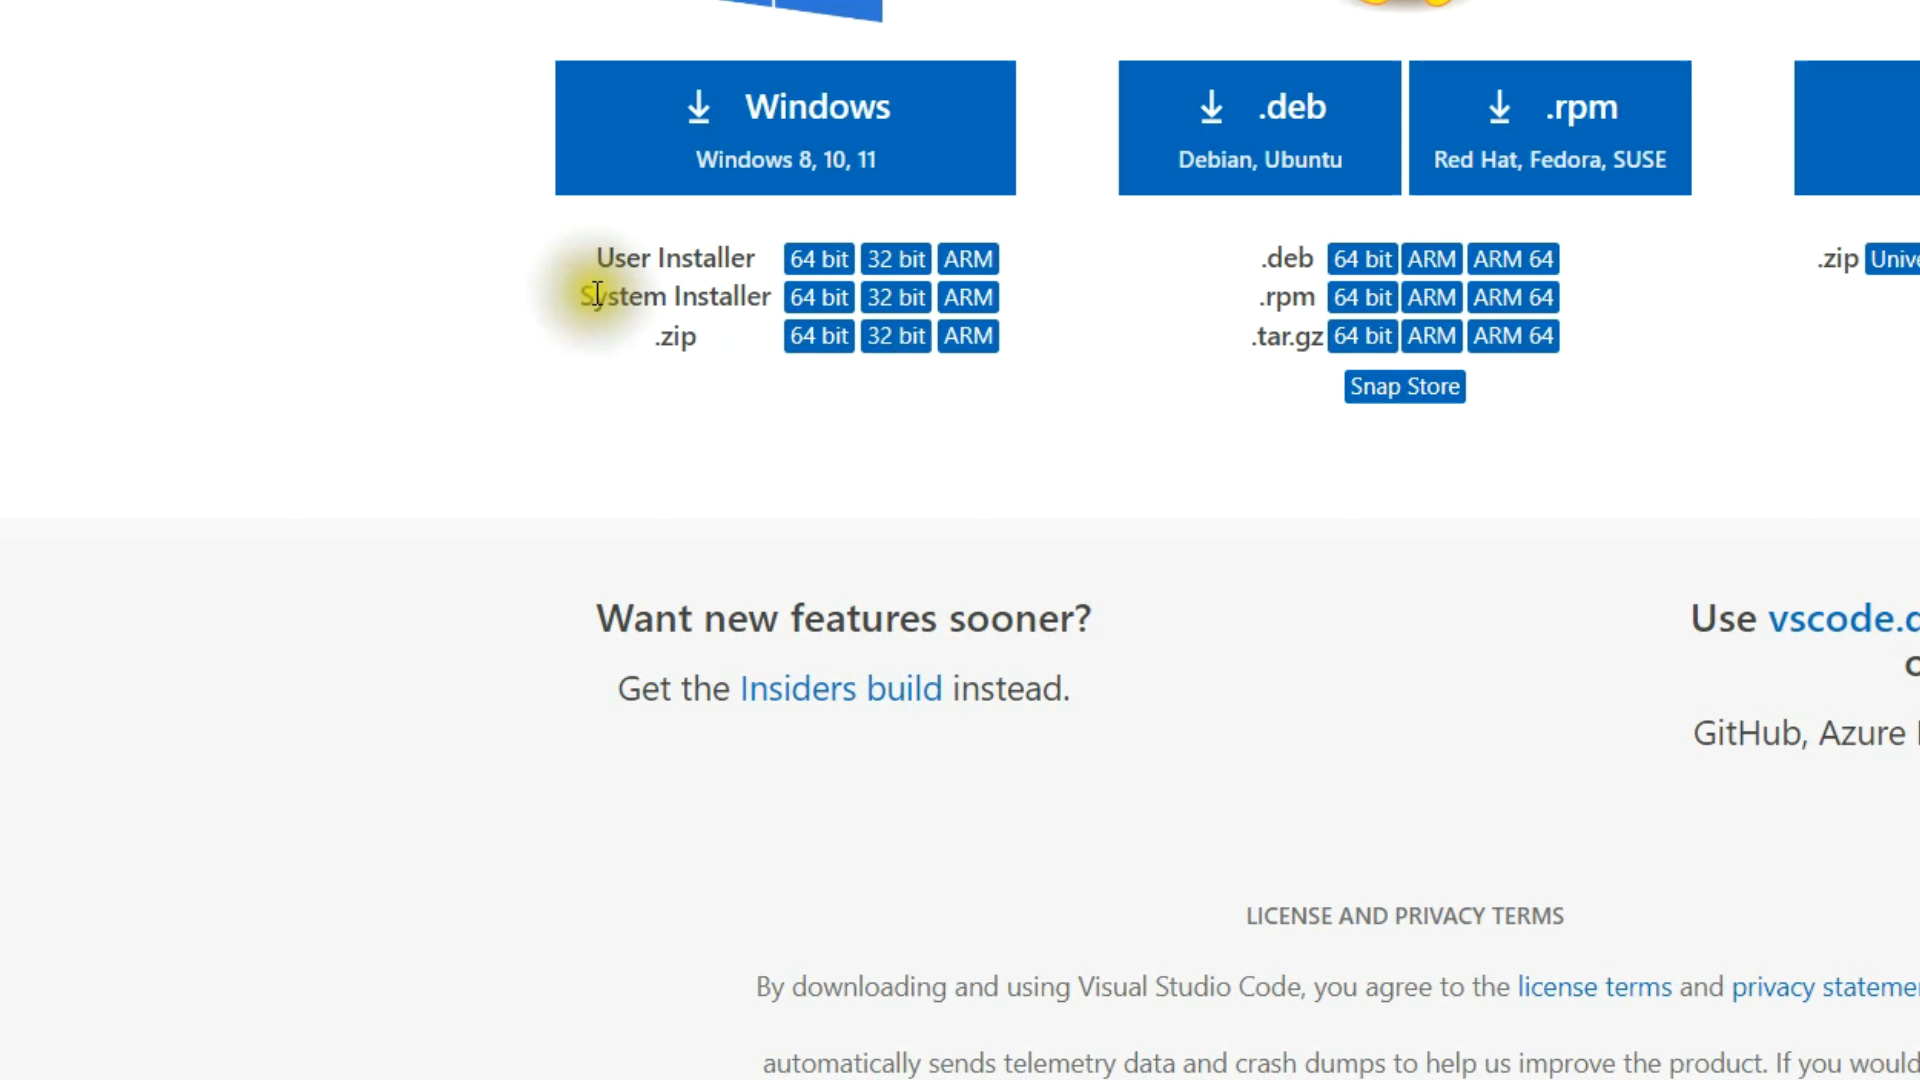 Windows
Windows 8, 10, 11
.deb
Debian, Ubuntu
.rpm
Red Hat, Fedora, SUSE
User Installer 64 bit 32 bit ARM
System Installer 64 bit 32 bit ARM
.zip 64 bit 32 bit ARM
.deb 64 bit ARM ARM 64
.rpm 64 bit ARM ARM 64
.tar.gz 64 bit ARM ARM 64
Snap Store
.zip Unive
Want new features sooner?
Get the Insiders build instead.
Use vscode.d
GitHub, Azure
LICENSE AND PRIVACY TERMS
By downloading and using Visual Studio Code, you agree to the license terms and privacy stateme
automatically sends telemetry data and crash dumps to help us improve the product. If you would